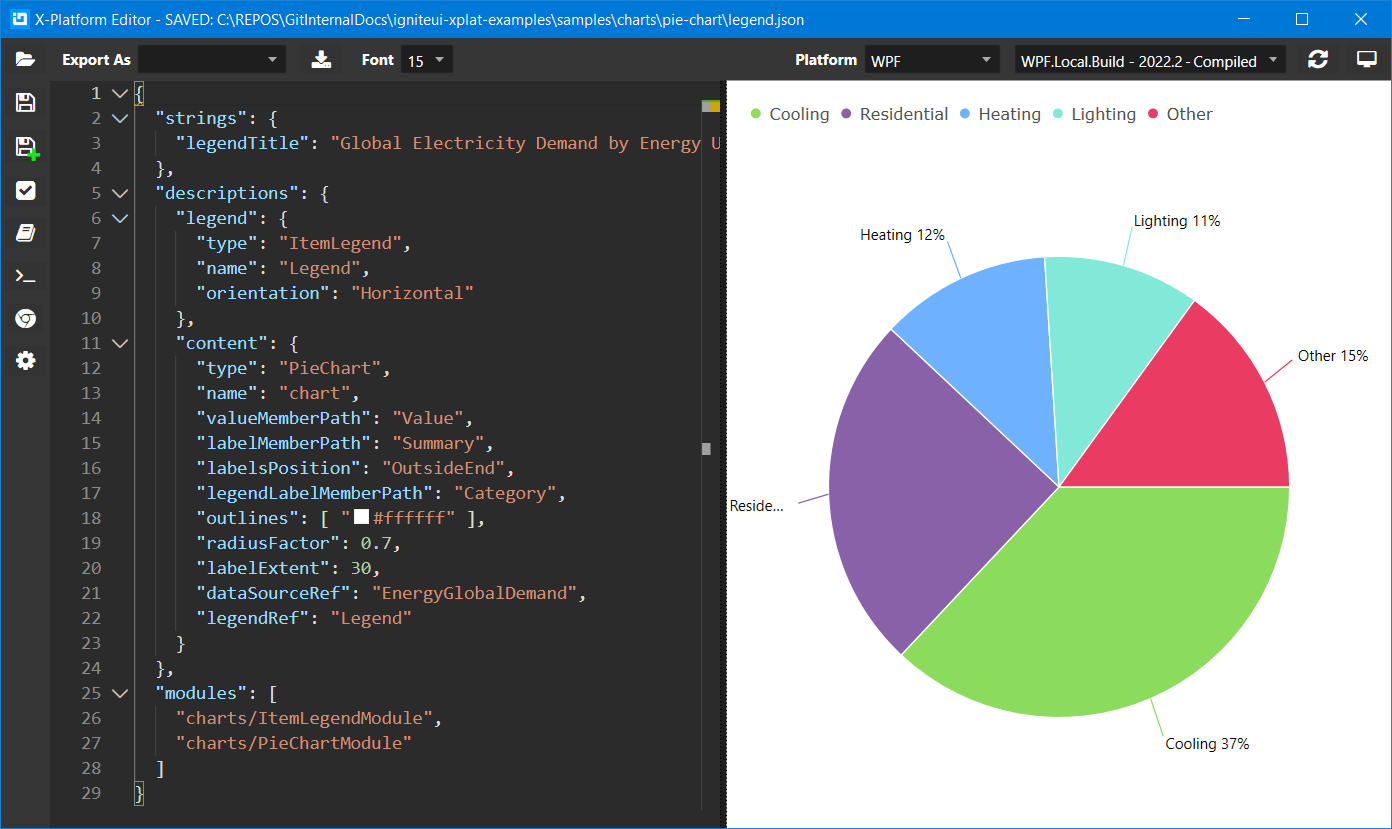 X-Platform Editor - SAVED: C:\REPOS\GitInternalDocs\igniteui-xplat-examples\samples\charts\pie-chart\legend.json
Export As Font 15 Platform WPF WPF.Local.Build - 2022.2 - Compiled
1 {
2 "strings": {
3 "legendTitle": "Global Electricity Demand by Energy U
4 },
5 "descriptions": {
6 "legend": {
7 "type": "ItemLegend",
8 "name": "Legend",
9 "orientation": "Horizontal"
10 },
11 "content": {
12 "type": "PieChart",
13 "name": "chart",
14 "valueMemberPath": "Value",
15 "labelMemberPath": "Summary",
16 "labelsPosition": "OutsideEnd",
17 "legendLabelMemberPath": "Category",
18 "outlines": [ "#ffffff" ],
19 "radiusFactor": 0.7,
20 "labelExtent": 30,
21 "dataSourceRef": "EnergyGlobalDemand",
22 "legendRef": "Legend"
23 }
24 },
25 "modules": [
26 "charts/ItemLegendModule",
27 "charts/PieChartModule"
28 ]
29 }
Cooling Residential Heating Lighting Other
Lighting 11%
Heating 12%
Other 15%
Reside...
Cooling 37%